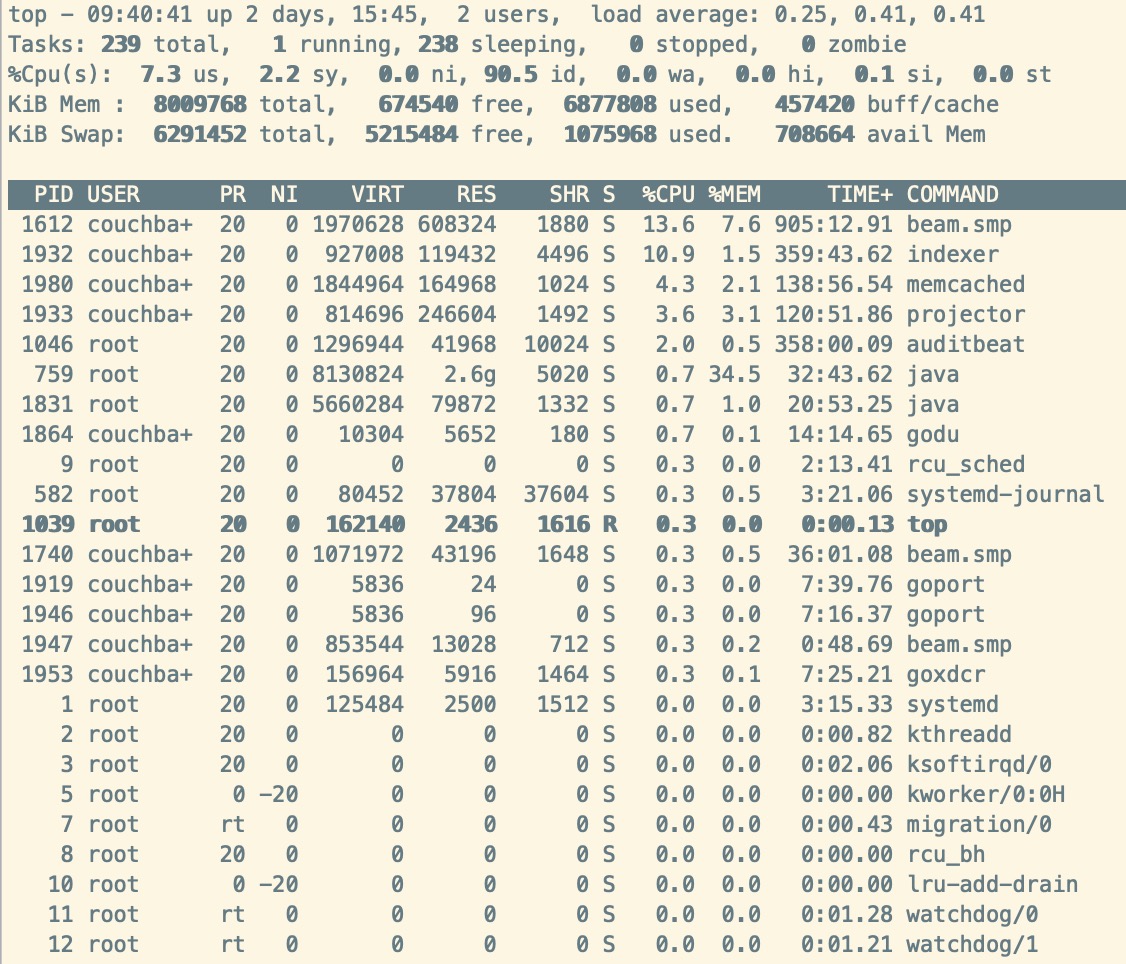 top - 09:40:41 up 2 days, 15:45,  2 users,  load average: 0.25, 0.41, 0.41
Tasks: 239 total,   1 running, 238 sleeping,   0 stopped,   0 zombie
%Cpu(s):  7.3 us,  2.2 sy,  0.0 ni, 90.5 id,  0.0 wa,  0.0 hi,  0.1 si,  0.0 st
KiB Mem :  8009768 total,   674540 free,  6877808 used,   457420 buff/cache
KiB Swap:  6291452 total,  5215484 free,  1075968 used.   708664 avail Mem
PID USER      PR  NI    VIRT    RES    SHR S  %CPU %MEM     TIME+ COMMAND
1612 couchba+  20   0 1970628 608324   1880 S  13.6  7.6 905:12.91 beam.smp
1932 couchba+  20   0  927008 119432   4496 S  10.9  1.5 359:43.62 indexer
1980 couchba+  20   0 1844964 164968   1024 S   4.3  2.1 138:56.54 memcached
1933 couchba+  20   0  814696 246604   1492 S   3.6  3.1 120:51.86 projector
1046 root      20   0 1296944  41968  10024 S   2.0  0.5 358:00.09 auditbeat
759 root      20   0 8130824   2.6g   5020 S   0.7 34.5  32:43.62 java
1831 root      20   0 5660284  79872   1332 S   0.7  1.0  20:53.25 java
1864 couchba+  20   0   10304   5652    180 S   0.7  0.1  14:14.65 godu
9 root      20   0       0      0      0 S   0.3  0.0   2:13.41 rcu_sched
582 root      20   0   80452  37804  37604 S   0.3  0.5   3:21.06 systemd-journal
1039 root      20   0  162140   2436   1616 R   0.3  0.0   0:00.13 top
1740 couchba+  20   0 1071972  43196   1648 S   0.3  0.5  36:01.08 beam.smp
1919 couchba+  20   0    5836     24      0 S   0.3  0.0   7:39.76 goport
1946 couchba+  20   0    5836     96      0 S   0.3  0.0   7:16.37 goport
1947 couchba+  20   0  853544  13028    712 S   0.3  0.2   0:48.69 beam.smp
1953 couchba+  20   0  156964   5916   1464 S   0.3  0.1   7:25.21 goxdcr
1 root      20   0  125484   2500   1512 S   0.0  0.0   3:15.33 systemd
2 root      20   0       0      0      0 S   0.0  0.0   0:00.82 kthreadd
3 root      20   0       0      0      0 S   0.0  0.0   0:02.06 ksoftirqd/0
5 root       0 -20       0      0      0 S   0.0  0.0   0:00.00 kworker/0:0H
7 root      rt   0       0      0      0 S   0.0  0.0   0:00.43 migration/0
8 root      20   0       0      0      0 S   0.0  0.0   0:00.00 rcu_bh
10 root       0 -20       0      0      0 S   0.0  0.0   0:00.00 lru-add-drain
11 root      rt   0       0      0      0 S   0.0  0.0   0:01.28 watchdog/0
12 root      rt   0       0      0      0 S   0.0  0.0   0:01.21 watchdog/1